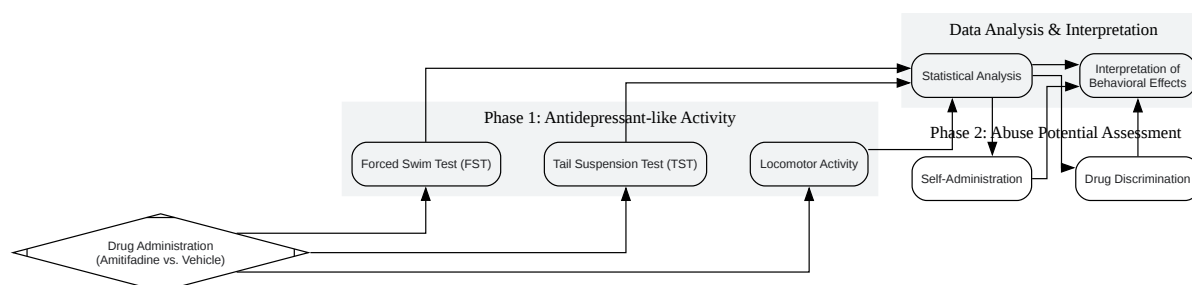 Data Analysis & Interpretation
Statistical Analysis
Interpretation of
Behavioral Effects
Phase 1: Antidepressant-like Activity
Phase 2: Abuse Potential Assessment
Forced Swim Test (FST)
Tail Suspension Test (TST)
Locomotor Activity
Self-Administration
Drug Discrimination
Drug Administration
(Amitifadine vs. Vehicle)